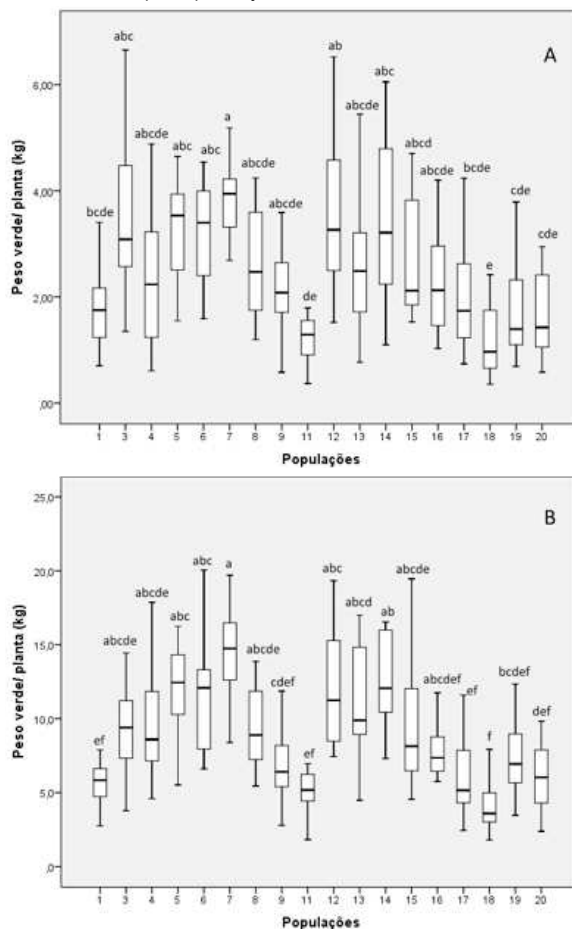 abc
ab
abc
A
6,00
abcde
abc
abc
a
abcde
abcd
abcde
abcde
bcde
bcde
abcde
cde
cde
4,00
de
e
2,00
,00
Peso verde/ planta (kg)
1 3 4 5 6 7 8 9 11 12 13 14 15 16 17 18 19 20
Populações
25,0
B
abc
a
abc
abcde
20,0
abcde
abc
abcd
ab
abcde
abcde
cdef
abcdef
ef
bcdef
15,0
ef
ef
f
def
10,0
5,0
,0
Peso verde/ planta (kg)
1 3 4 5 6 7 8 9 11 12 13 14 15 16 17 18 19 20
Populações